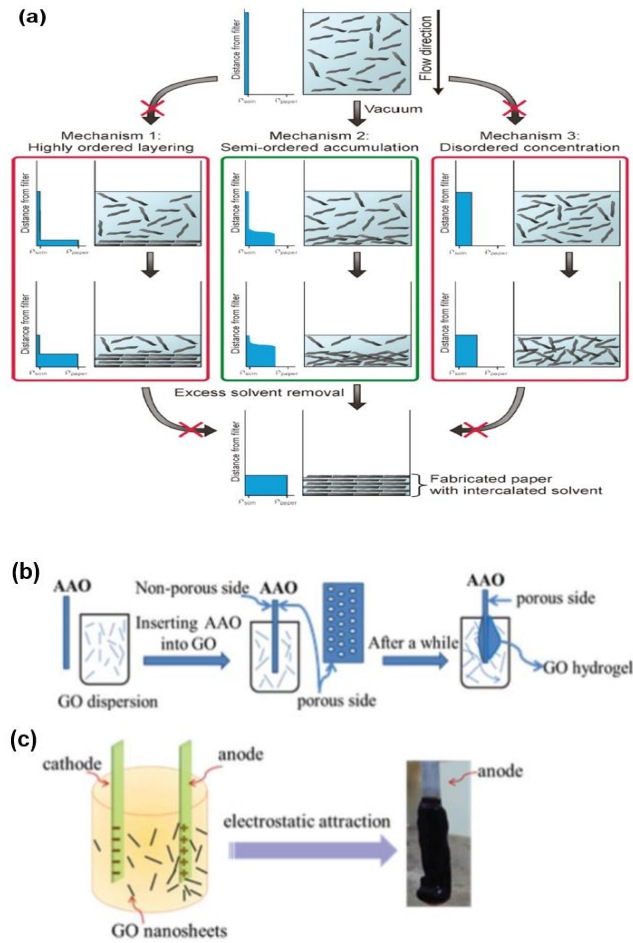 (a)
Distance from filter
ρsoln ρpaper
Flow direction
Vacuum
Mechanism 1:
Highly ordered layering
Mechanism 2:
Semi-ordered accumulation
Mechanism 3:
Disordered concentration
Distance from filter
ρsoln ρpaper
Distance from filter
ρsoln ρpaper
Distance from filter
ρsoln ρpaper
Distance from filter
ρsoln ρpaper
Distance from filter
ρsoln ρpaper
Distance from filter
ρsoln ρpaper
Excess solvent removal
Distance from filter
ρsoln ρpaper
Fabricated paper
with intercalated solvent
(b)
AAO
GO dispersion
Inserting AAO
into GO
Non-porous side
AAO
porous side
After a while
AAO
porous side
GO hydrogel
(c)
cathode
anode
GO nanosheets
electrostatic attraction
anode